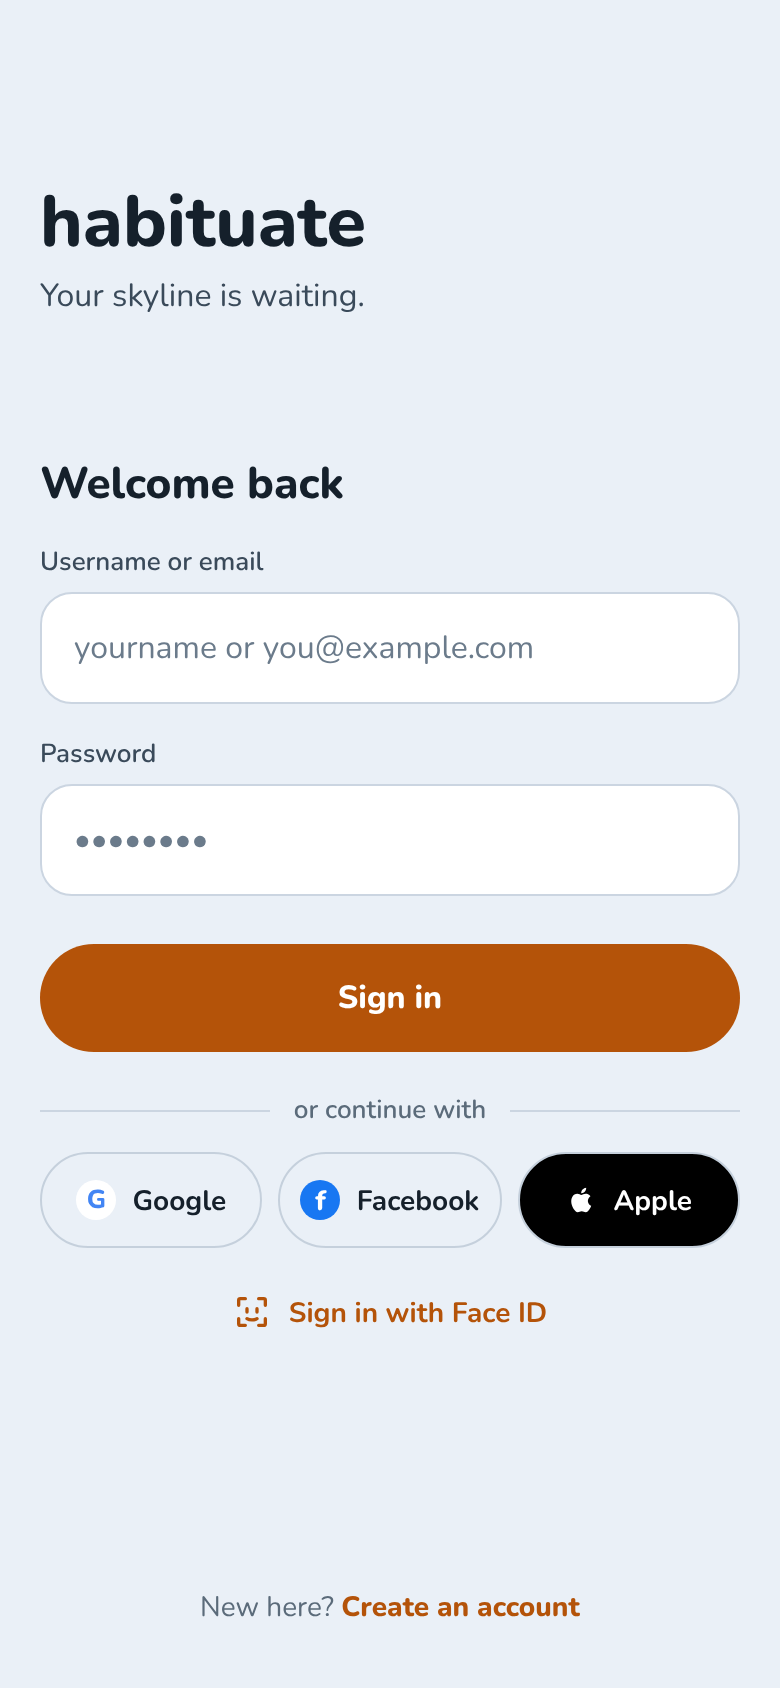 habituate
Your skyline is waiting.
Welcome back
Username or email
yourname or you@example.com
Password
••••••••
Sign in
or continue with
G Google
f Facebook
Apple
Sign in with Face ID
New here? Create an account